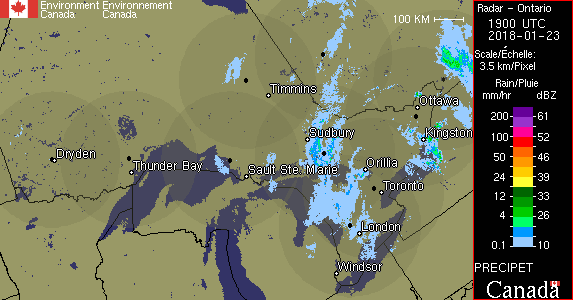 Environment Environnement
Canada Canada
100 KM
Timmins
Ottawa
Sudbury
Kingston
Dryden
Thunder Bay
Sault Ste. Marie
Orillia
Toronto
London
Windsor
Radar - Ontario
1900 UTC
2018-01-23
Scale/Échelle:
3.5 km/Pixel
Rain/Pluie
mm/hr dBZ
200 61
100 52
50 46
24 39
12 33
4 26
0.1 10
PRECIPET
Canada